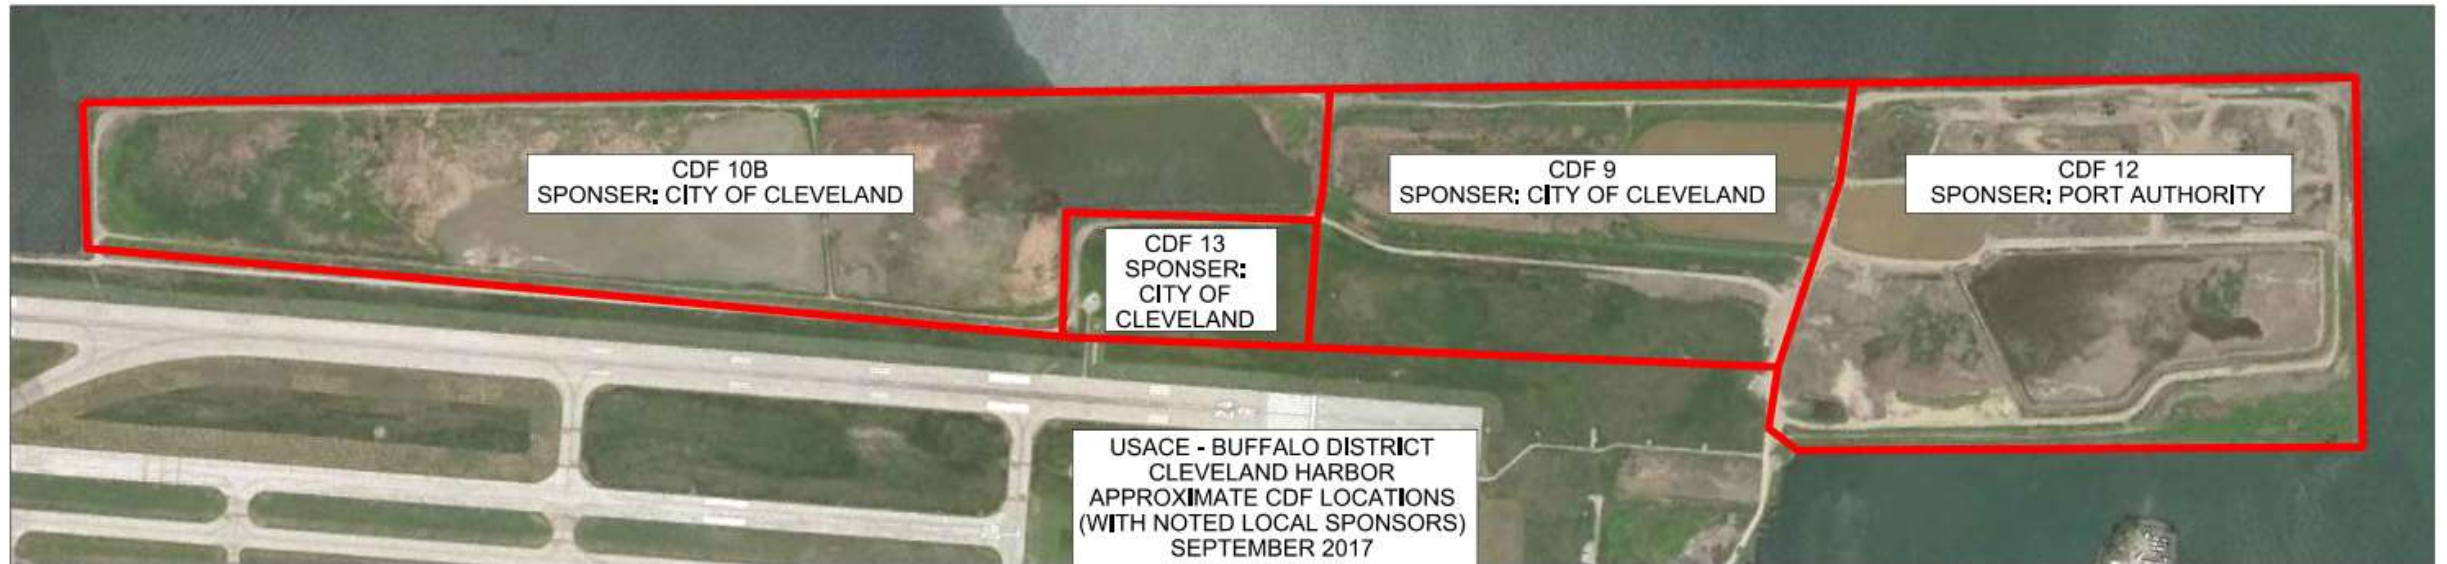 CDF 10B
SPONSER: CITY OF CLEVELAND
CDF 13
SPONSER:
CITY OF
CLEVELAND
CDF 9
SPONSER: CITY OF CLEVELAND
CDF 12
SPONSER: PORT AUTHORITY
USACE - BUFFALO DISTRICT
CLEVELAND HARBOR
APPROXIMATE CDF LOCATIONS
(WITH NOTED LOCAL SPONSORS)
SEPTEMBER 2017